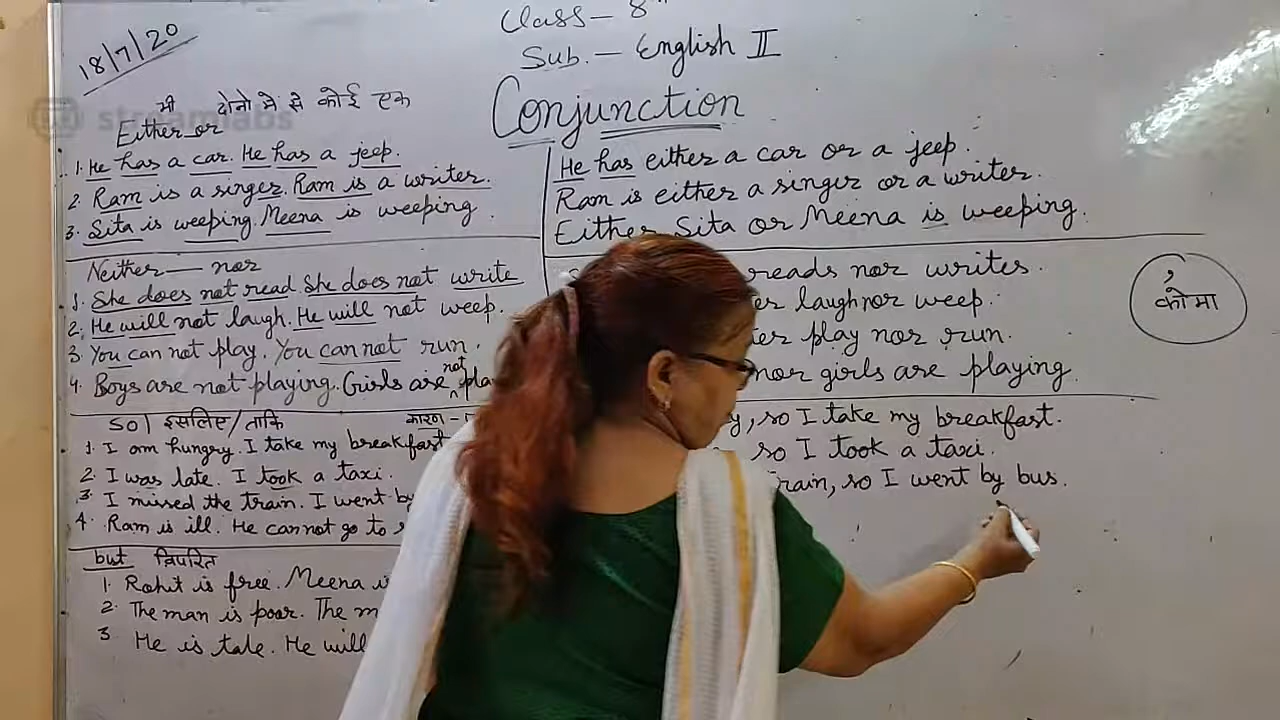 18/7/20
Class – 8th
Sub. – English II
Conjunction
streamlabs
या दोनो मे से कोई एक
Either or
1. He has a car. He has a jeep.
2. Ram is a singer. Ram is a writer.
3. Sita is weeping. Meena is weeping.
He has either a car or a jeep.
Ram is either a singer or a writer.
Either Sita or Meena is weeping.
Neither — nor
1. She does not read. She does not write
2. He will not laugh. He will not weep.
3. You can not play. You can not run.
4. Boys are not playing. Girls are not
reads nor writes.
laugh nor weep.
play nor run.
nor girls are playing.
, को मा
so | इसलिए/ताकि कारण –
1. I am hungry. I take my breakfast
2. I was late. I took a taxi.
3. I missed the train. I went by
4. Ram is ill. He cannot go to
, so I take my breakfast.
so I took a taxi.
train, so I went by bus.
but विपरित
1. Rohit is free. Meena is
2. The man is poor. The
3. He is tale. He will